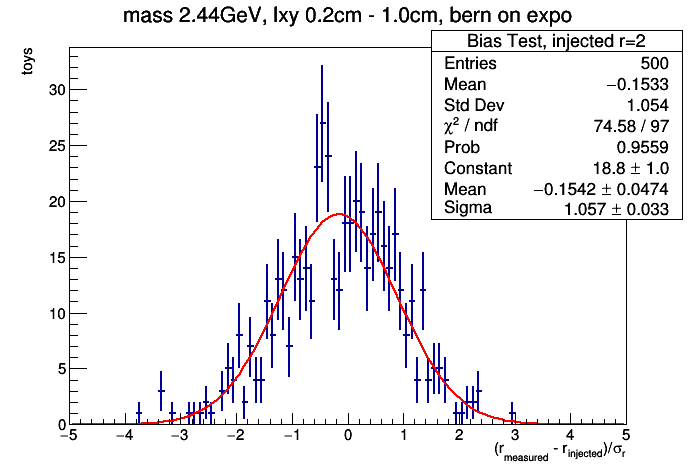 mass 2.44GeV, lxy 0.2cm - 1.0cm, bern on expo
toys
Bias Test, injected r=2
Entries 500
Mean −0.1533
Std Dev 1.054
χ² / ndf 74.58 / 97
Prob 0.9559
Constant 18.8 ± 1.0
Mean −0.1542 ± 0.0474
Sigma 1.057 ± 0.033
30
25
20
15
10
5
0
−5 −4 −3 −2 −1 0 1 2 3 4 5
(r_measured - r_injected)/σ_r